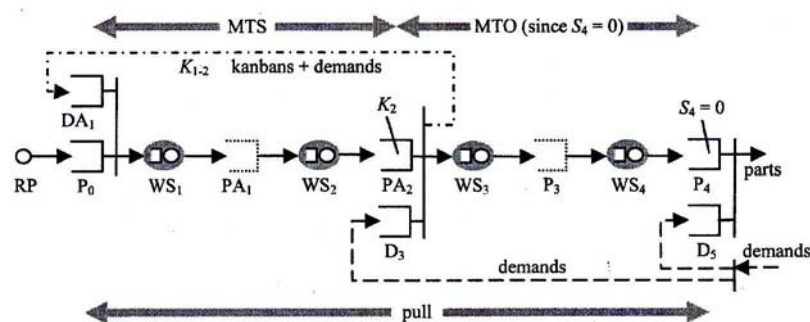 MTS
MTO (since S₄ = 0)
K₁₋₂ kanbans + demands
DA₁
K₂
S₄ = 0
RP
P₀
WS₁
PA₁
WS₂
PA₂
WS₃
P₃
WS₄
P₄
parts
D₃
D₅
demands
demands
pull